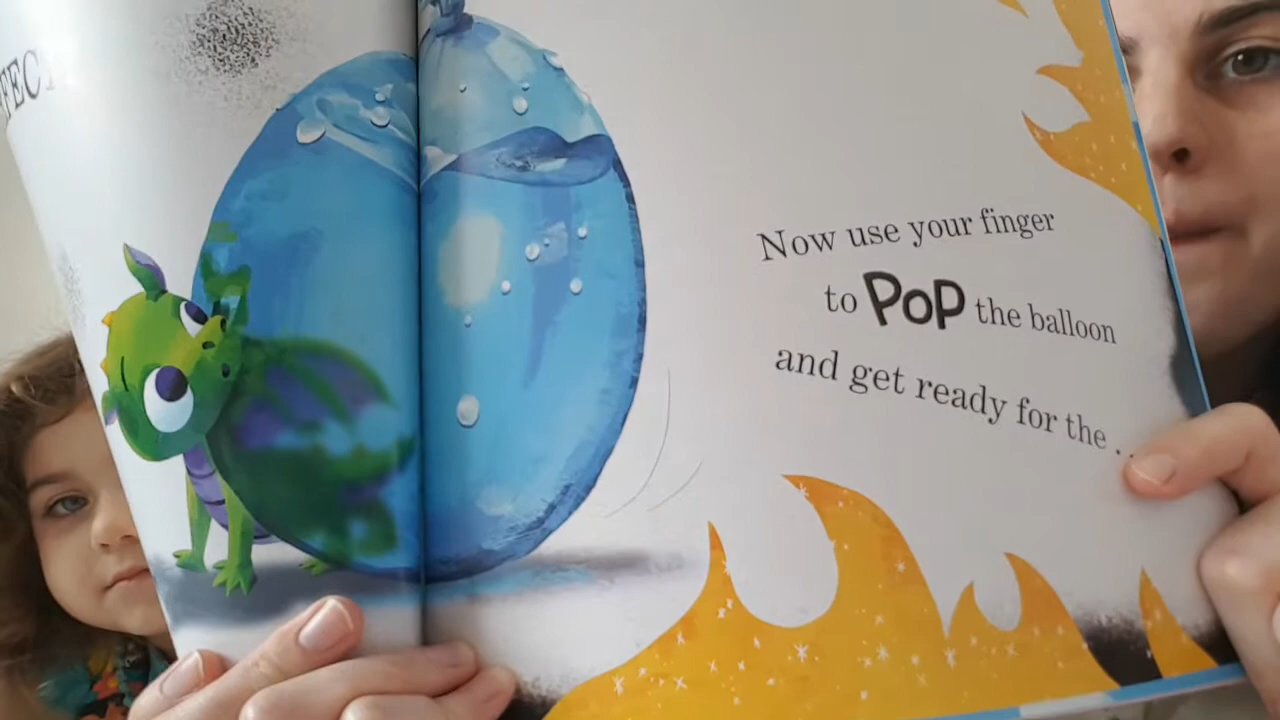 Now use your finger
to POP the balloon
and get ready for the ..